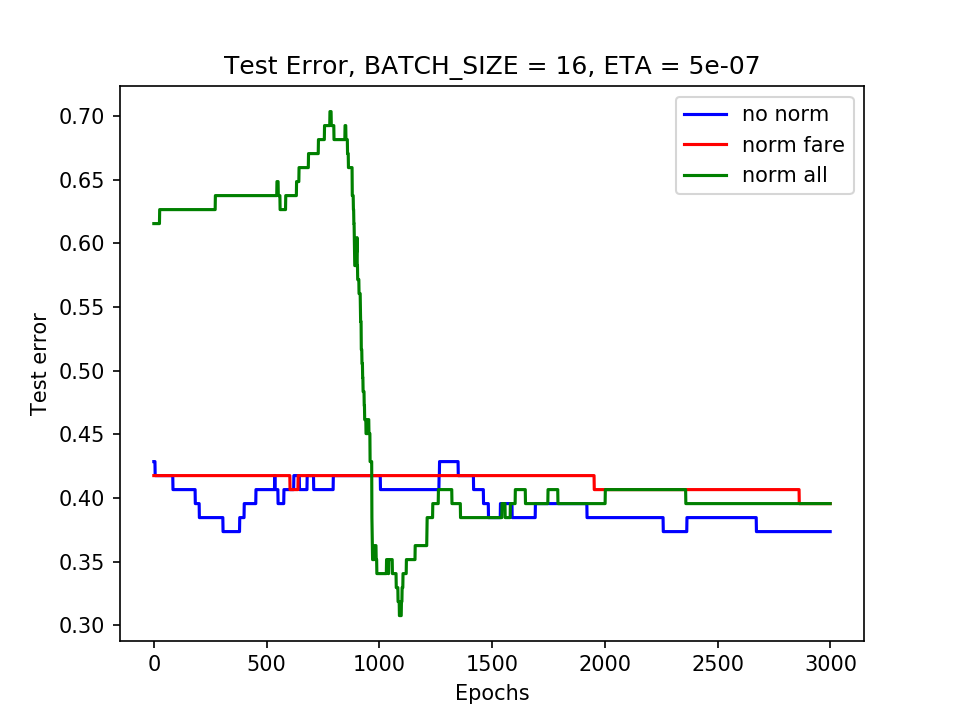 Test Error, BATCH_SIZE = 16, ETA = 5e-07
no norm
norm fare
norm all
0.70
0.65
0.60
0.55
0.50
0.45
0.40
0.35
0.30
Test error
0 500 1000 1500 2000 2500 3000
Epochs